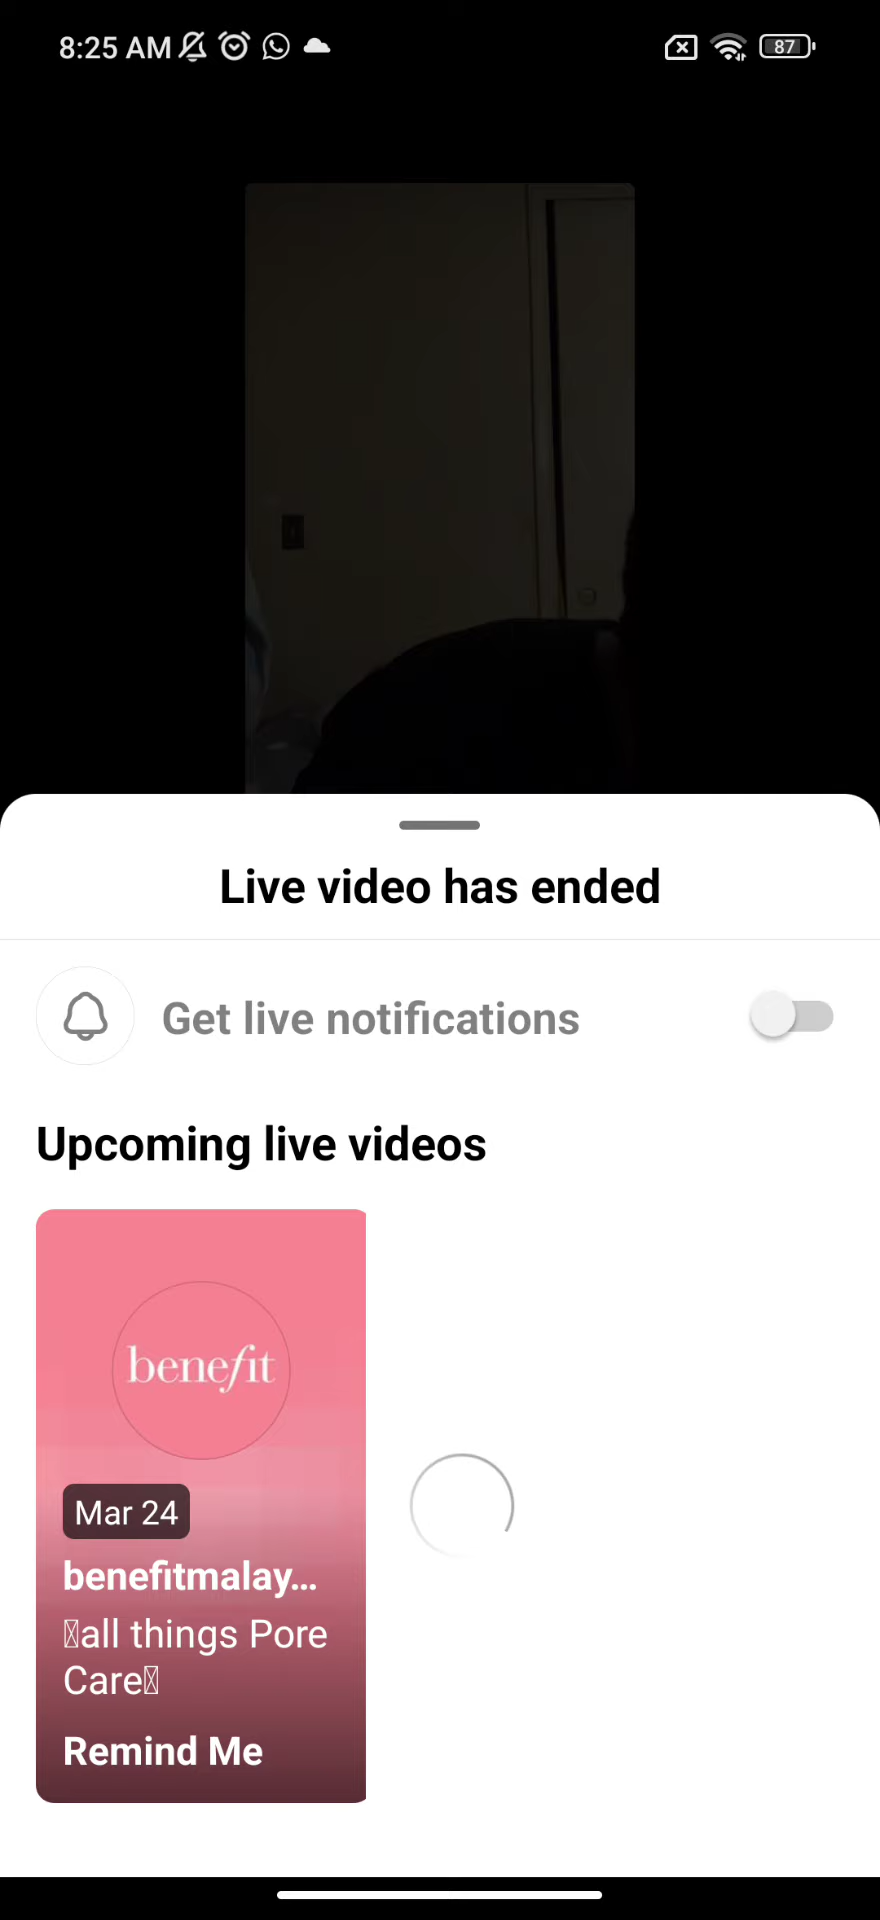 8:25 AM
87
Live video has ended
Get live notifications
Upcoming live videos
benefit
Mar 24
benefitmalay...
all things Pore
Care
Remind Me